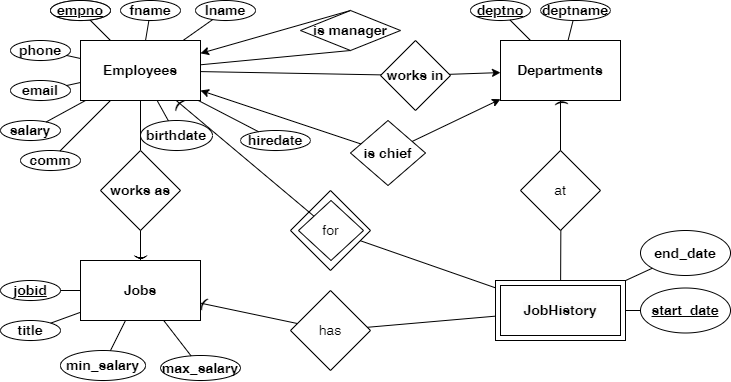 empno
fname
lname
is manager
deptno
deptname
phone
Employees
works in
Departments
email
salary
birthdate
hiredate
is chief
comm
works as
at
for
end_date
jobid
Jobs
JobHistory
start_date
title
has
min_salary
max_salary